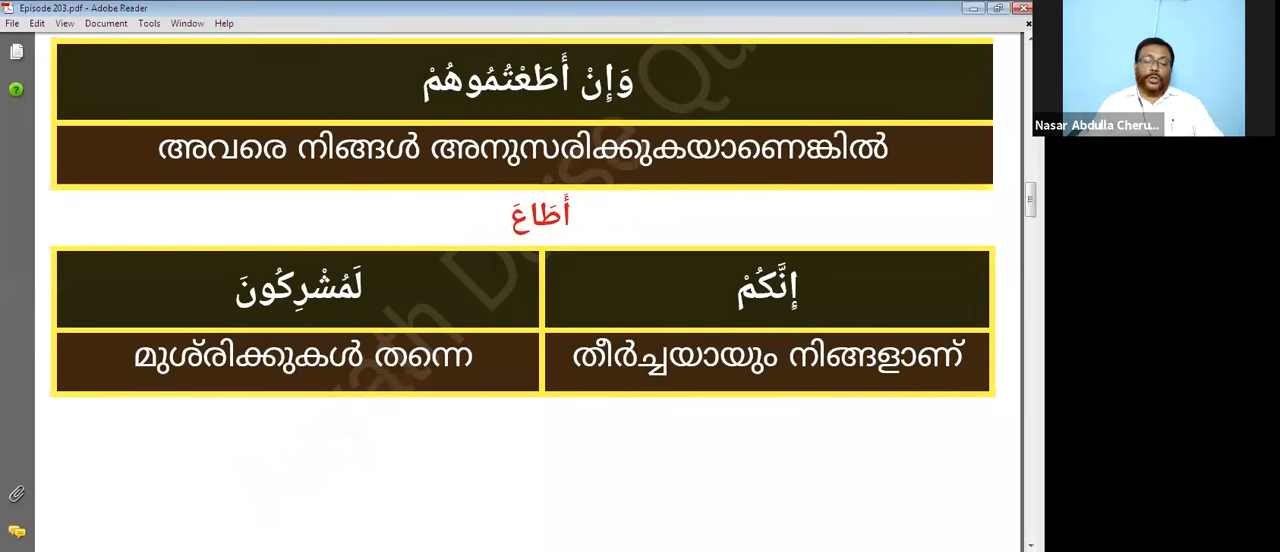 Episode 203.pdf - Adobe Reader
File Edit View Document Tools Window Help
وَإِنْ أَطَعْتُمُوهُمْ
അവരെ നിങ്ങൾ അനുസരിക്കുകയാണെങ്കിൽ
أَطَاعَ
إِنَّكُمْ لَمُشْرِكُونَ
മുശ്‌രിക്കുകൾ തന്നെ തീർച്ചയായും നിങ്ങളാണ്
Nasar Abdulla Cheru...